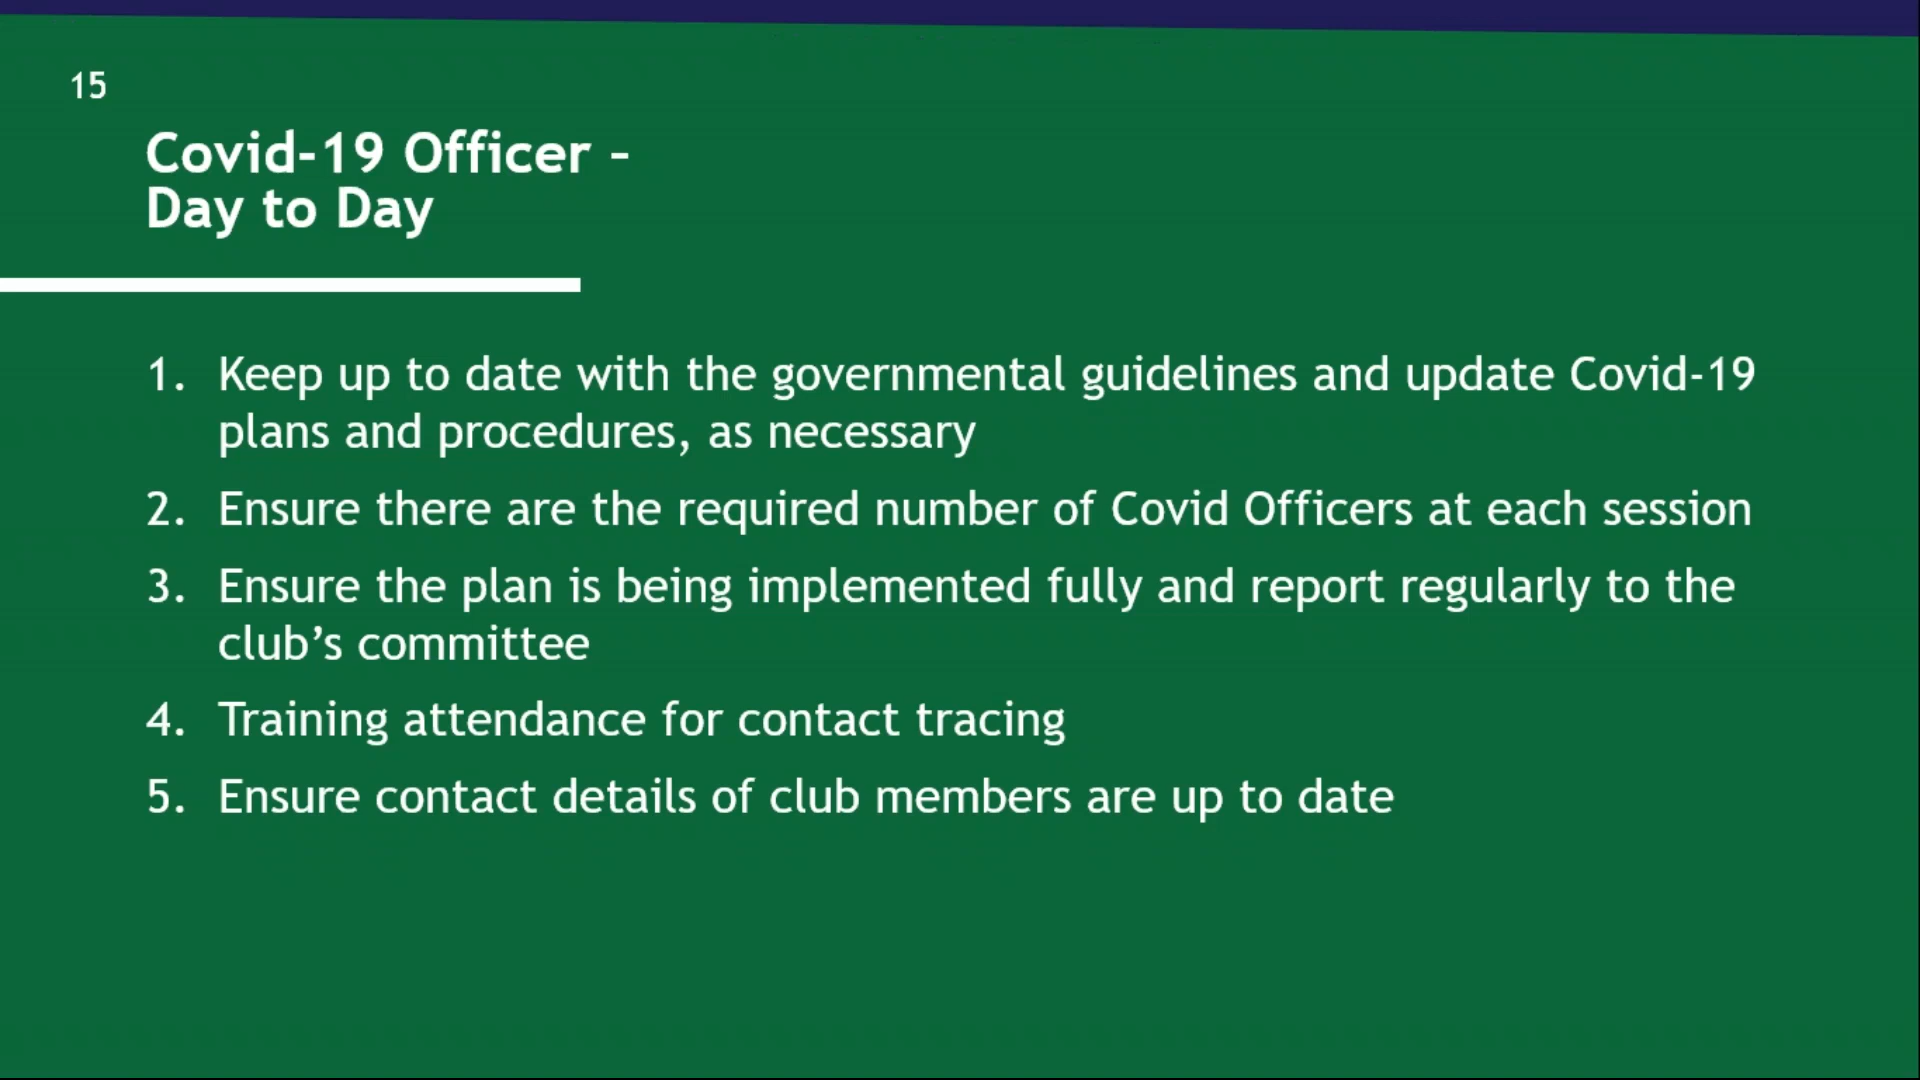 15
Covid-19 Officer –
Day to Day
1. Keep up to date with the governmental guidelines and update Covid-19
plans and procedures, as necessary
2. Ensure there are the required number of Covid Officers at each session
3. Ensure the plan is being implemented fully and report regularly to the
club’s committee
4. Training attendance for contact tracing
5. Ensure contact details of club members are up to date